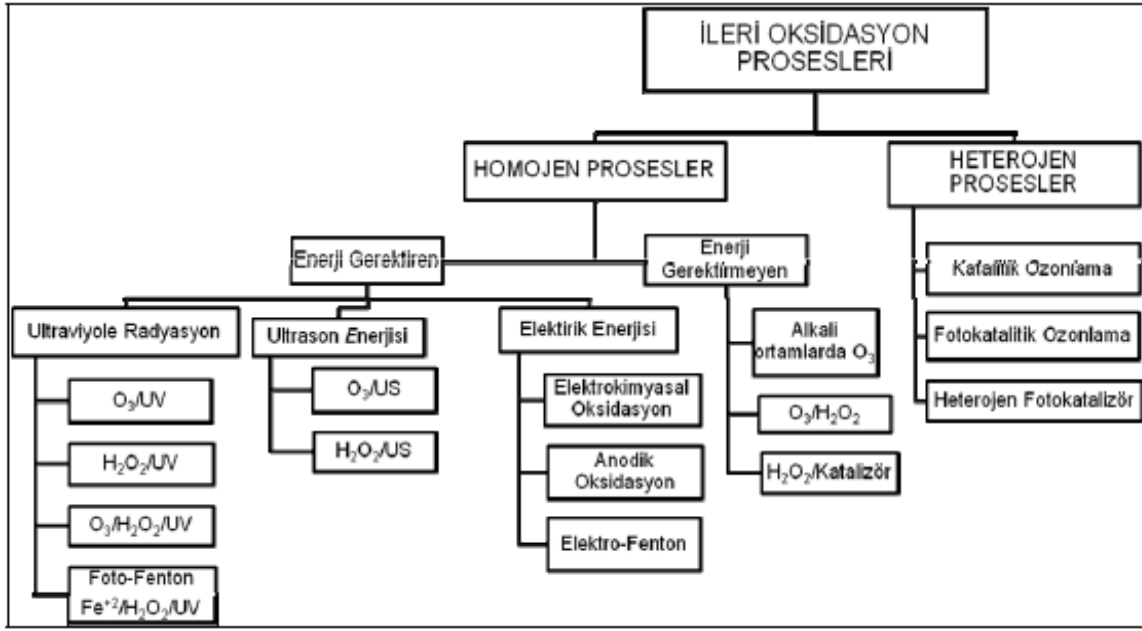 İLERİ OKSİDASYON
PROSESLERİ
HOMOJEN PROSESLER
HETEROJEN
PROSESLER
Enerji Gerektiren
Enerji
Gerektirmeyen
Ultraviyole Radyasyon
O₃/UV
H₂O₂/UV
O₃/H₂O₂/UV
Foto-Fenton
Fe⁺²/H₂O₂/UV
Ultrason Enerjisi
O₃/US
H₂O₂/US
Elektirik Enerjisi
Elektrokimyasal
Oksidasyon
Anodik
Oksidasyon
Elektro-Fenton
Alkali
ortamlarda O₃
O₃/H₂O₂
H₂O₂/Katalizör
Katalitik Ozonlama
Fotokatalitik Ozonlama
Heterojen Fotokatalizör